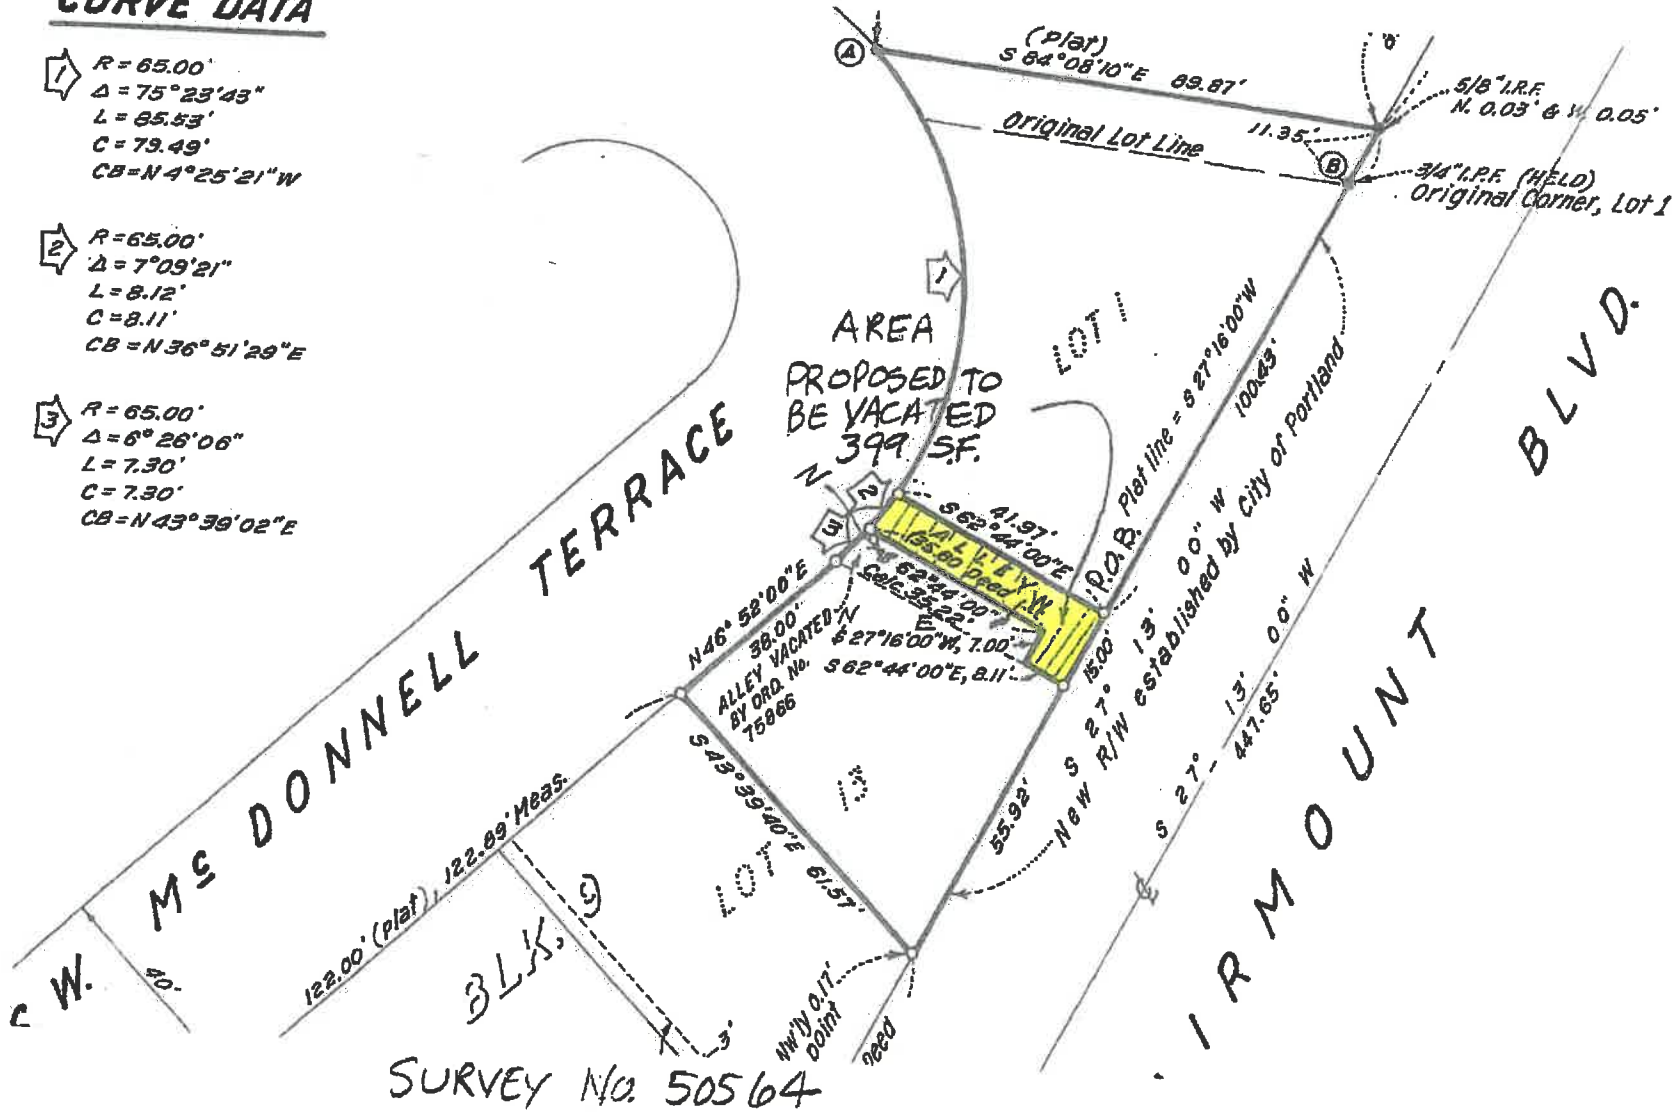 CURVE DATA
1
R = 65.00'
Δ = 75°23'43"
L = 85.53'
C = 79.49'
CB = N 4°25'21" W
2
R = 65.00'
Δ = 7°09'21"
L = 8.12'
C = 8.11'
CB = N 36°51'29" E
3
R = 65.00'
Δ = 6°26'06"
L = 7.30'
C = 7.30'
CB = N 43°39'02" E
A
(Plat)
S 84°08'10" E 89.87'
5/8" I.R.F.
N. 0.03' & W. 0.05'
11.35'
Original Lot Line
B
3/4" I.P.F. (HELD)
Original Corner, Lot 1
1
LOT 1
AREA
PROPOSED TO
BE VACATED
399 S.F.
Plat line = S 27°16'00" W
100.43'
P.O.B.
2
3
41.97'
S 62°44'00" E
ALLEY
(35.80 Deed)
62°44'00" E
Calc. 35.22'
S 27°16'00" W, 7.00'
S 62°44'00" E, 8.11'
15.00'
N 46°52'00" E
38.00'
ALLEY VACATED
BY ORD. No.
75866
S 43°39'40" E 61.57'
LOT 13
55.92'
S 27° 13' 00" W
New R/W established by City of Portland
S 27° 13' 00" W
447.65'
BLVD.
IRMOUNT
W. Mc DONNELL TERRACE
40'
122.00' (plat), 122.89' Meas.
BLK. 9
3'
NW'ly 0.17'
point
Deed
SURVEY No. 50564